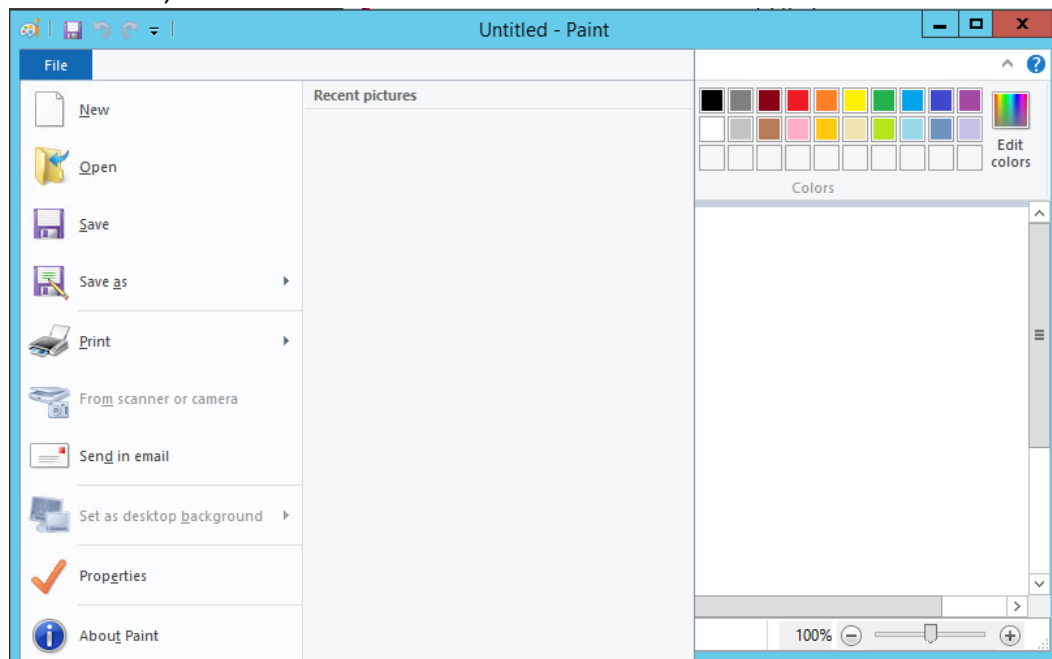 Untitled - Paint
File
Recent pictures
New
Open
Save
Save as
Print
From scanner or camera
Send in email
Set as desktop background
Properties
About Paint
Edit
colors
Colors
100%